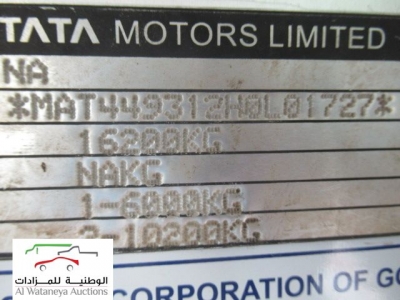 TATA MOTORS LIMITED
NA
*MAT449312H0L01727*
16200KG
NAKG
1-6000KG
2-10200KG
الوطنية للمزادات
Al Wataneya Auctions
CORPORATION OF GO